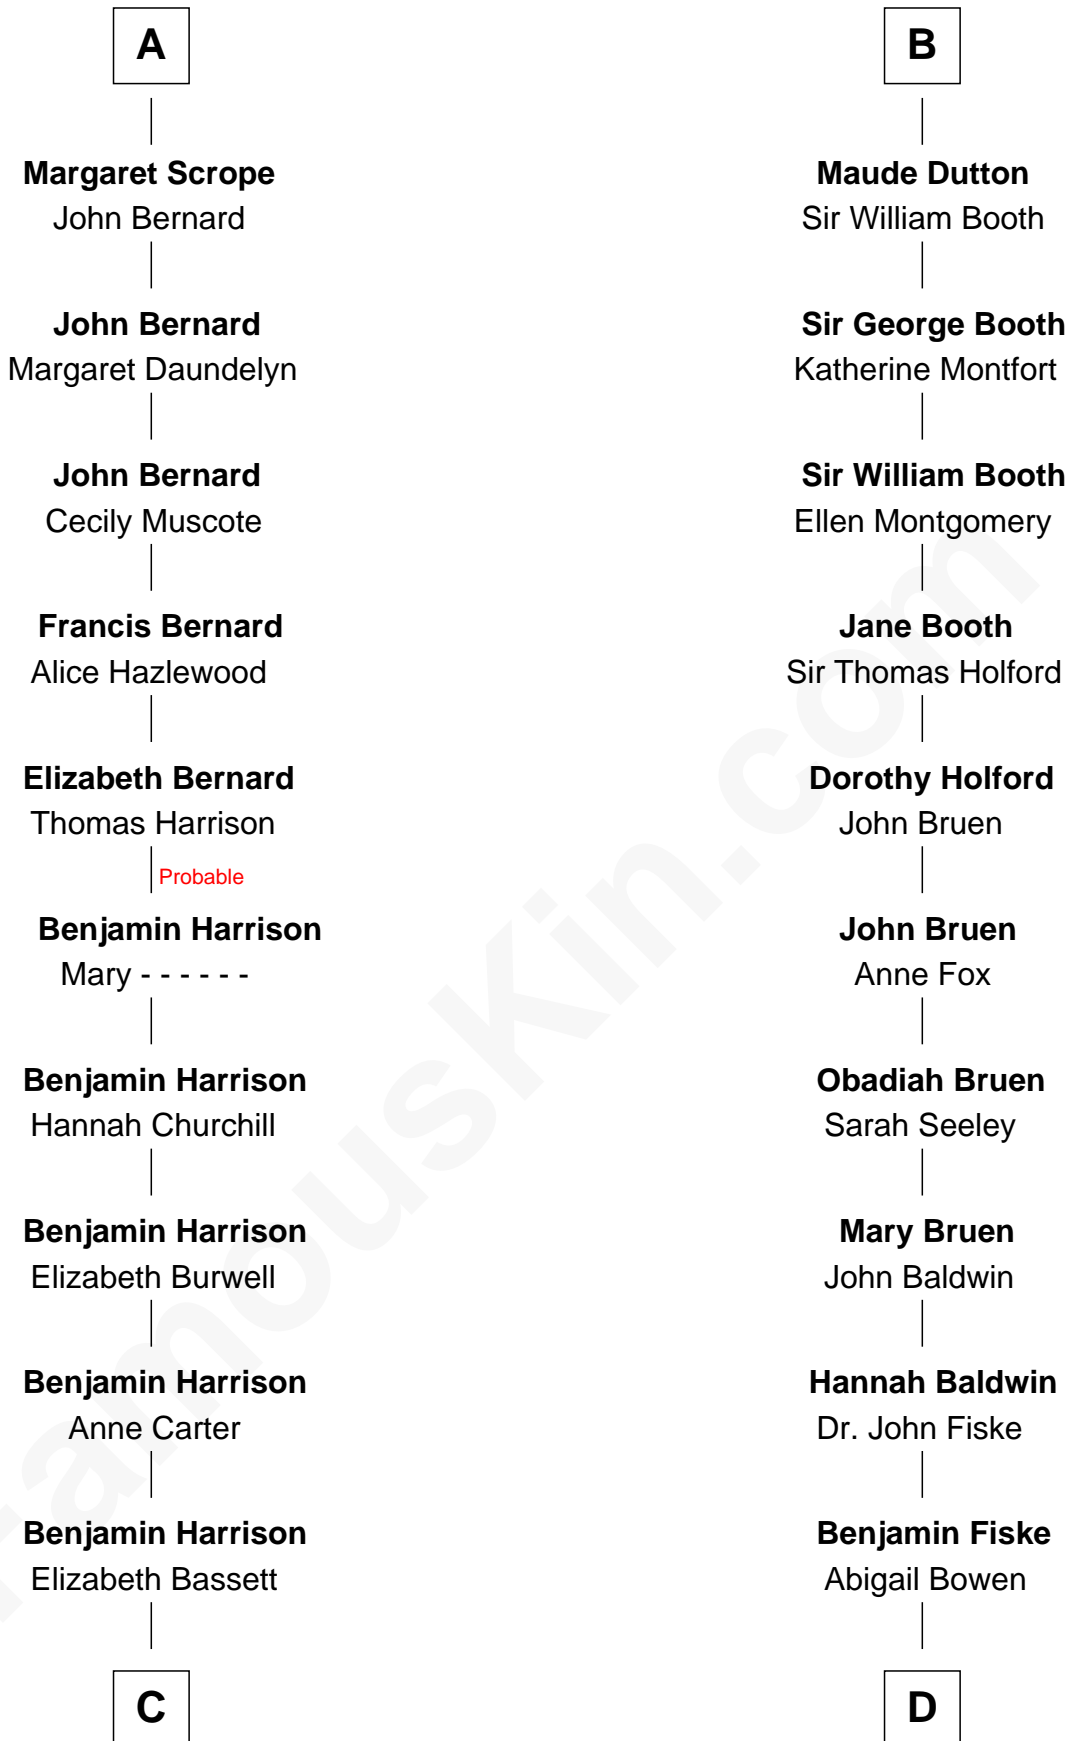 A
Margaret Scrope
John Bernard
John Bernard
Margaret Daundelyn
John Bernard
Cecily Muscote
Francis Bernard
Alice Hazlewood
Elizabeth Bernard
Thomas Harrison
Probable
Benjamin Harrison
Mary - - - - - -
Benjamin Harrison
Hannah Churchill
Benjamin Harrison
Elizabeth Burwell
Benjamin Harrison
Anne Carter
Benjamin Harrison
Elizabeth Bassett
C
B
Maude Dutton
Sir William Booth
Sir George Booth
Katherine Montfort
Sir William Booth
Ellen Montgomery
Jane Booth
Sir Thomas Holford
Dorothy Holford
John Bruen
John Bruen
Anne Fox
Obadiah Bruen
Sarah Seeley
Mary Bruen
John Baldwin
Hannah Baldwin
Dr. John Fiske
Benjamin Fiske
Abigail Bowen
D
FamousKin.com